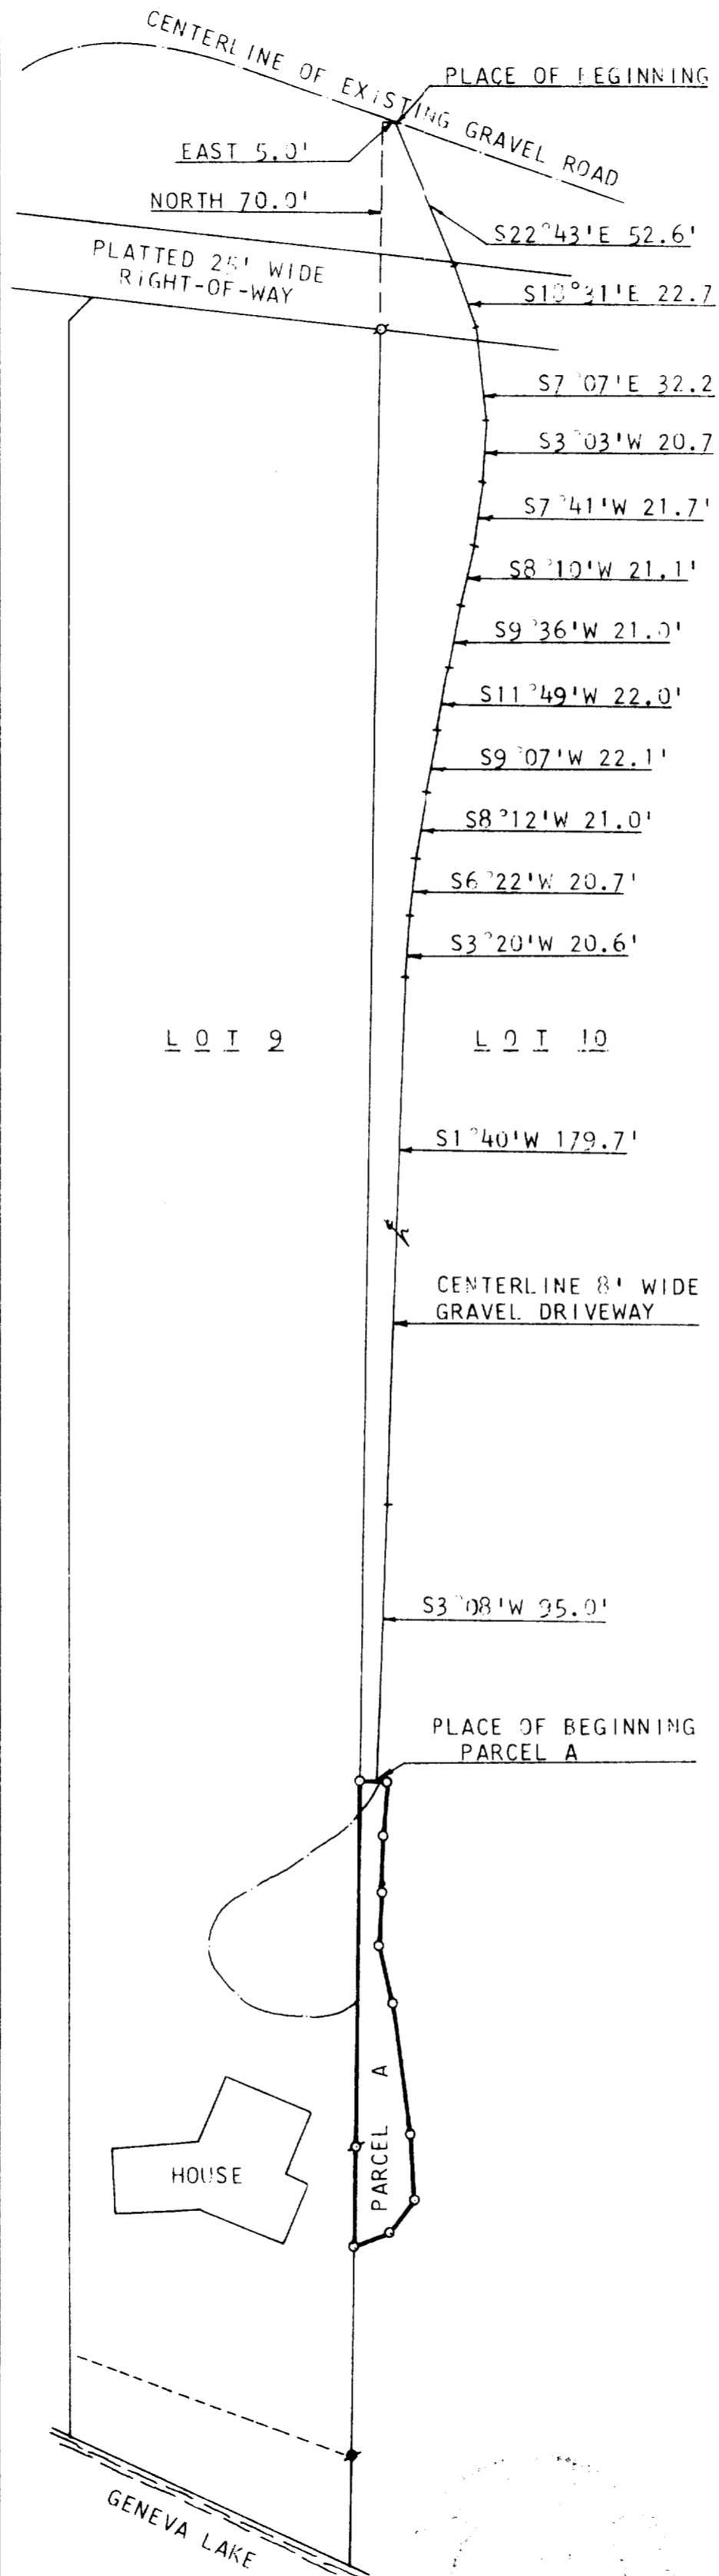 CENTERLINE OF EXISTING GRAVEL ROAD
PLACE OF BEGINNING
EAST 5.0'
NORTH 70.0'
S22°43'E 52.6'
PLATTED 25' WIDE
RIGHT-OF-WAY
E 22.7
S7°07'E 32.2
S3°03'W 20.7
S7°41'W 21.7'
S8°10'W 21.1'
S9°36'W 21.0'
S11°49'W 22.0'
S9°07'W 22.1'
S8°12'W 21.0'
S6°22'W 20.7'
S3°20'W 20.6'
LOT 9
LOT 10
S1°40'W 179.7'
CENTERLINE 8' WIDE
GRAVEL DRIVEWAY
S3°08'W 95.0'
PLACE OF BEGINNING
PARCEL A
PARCEL A
HOUSE
GENEVA LAKE